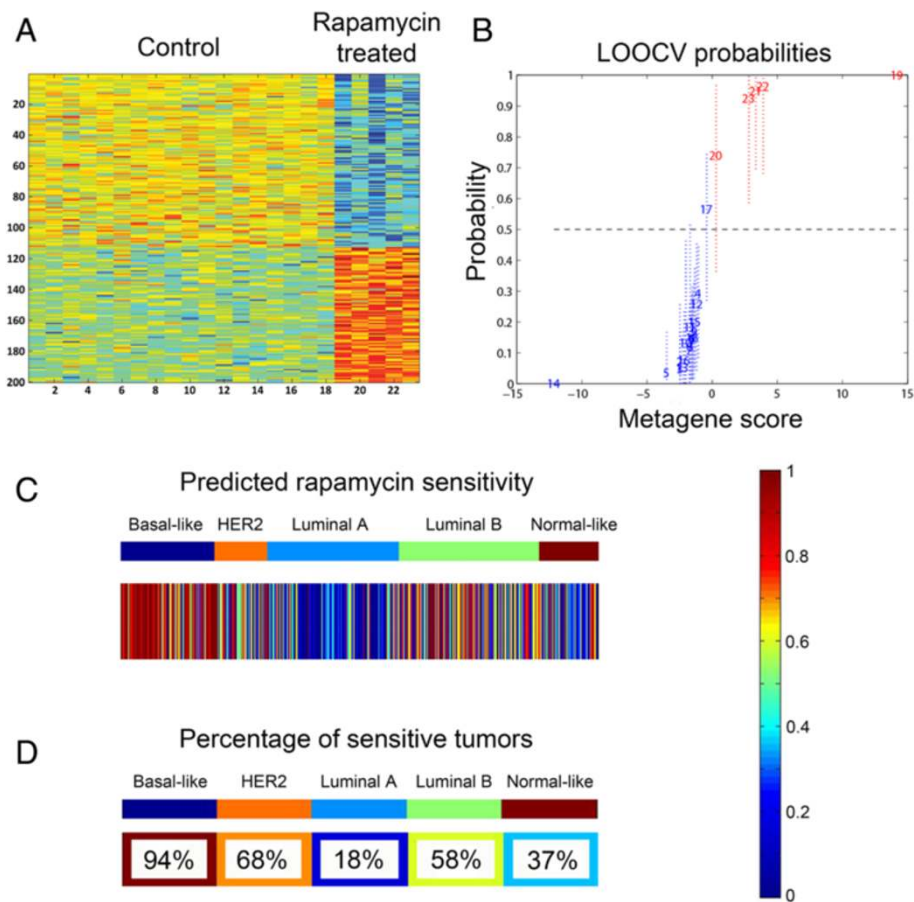 A
Control
Rapamycin
treated
20
40
60
80
100
120
140
160
180
200
2 4 6 8 10 12 14 16 18 20 22
B
LOOCV probabilities
Probability
1
0.9
0.8
0.7
0.6
0.5
0.4
0.3
0.2
0.1
0
19
22
21
23
20
17
4
12
15
16
13
5
14
−15 −10 −5 0 5 10 15
Metagene score
C
Predicted rapamycin sensitivity
Basal-like HER2 Luminal A Luminal B Normal-like
D
Percentage of sensitive tumors
Basal-like HER2 Luminal A Luminal B Normal-like
94% 68% 18% 58% 37%
1
0.8
0.6
0.4
0.2
0